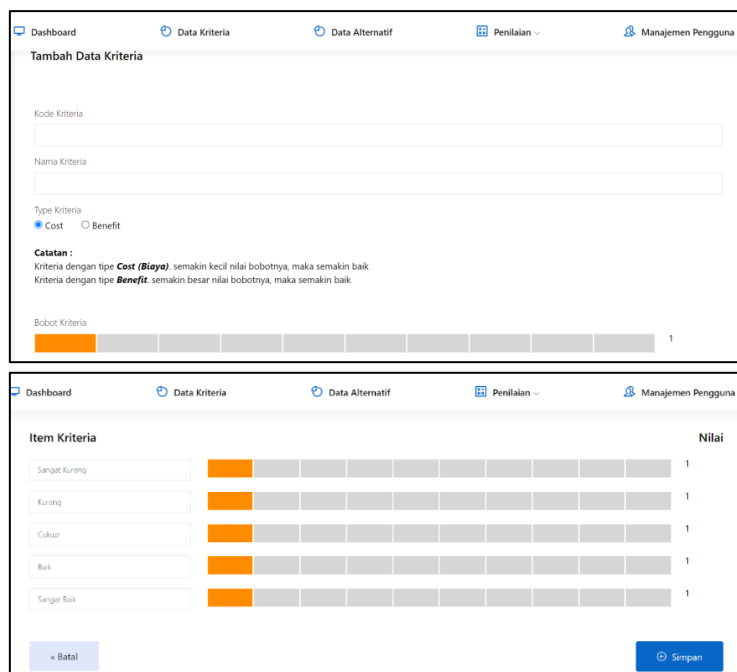 Dashboard Data Kriteria Data Alternatif Penilaian Manajemen Pengguna
Tambah Data Kriteria
Kode Kriteria
Nama Kriteria
Type Kriteria
Cost Benefit
Catatan :
Kriteria dengan tipe Cost (Biaya). semakin kecil nilai bobotnya, maka semakin baik
Kriteria dengan tipe Benefit. semakin besar nilai bobotnya, maka semakin baik
Bobot Kriteria
1
Dashboard Data Kriteria Data Alternatif Penilaian Manajemen Pengguna
Item Kriteria Nilai
Sangat Kurang 1
Kurang 1
Cukup 1
Baik 1
Sangat Baik 1
« Batal Simpan